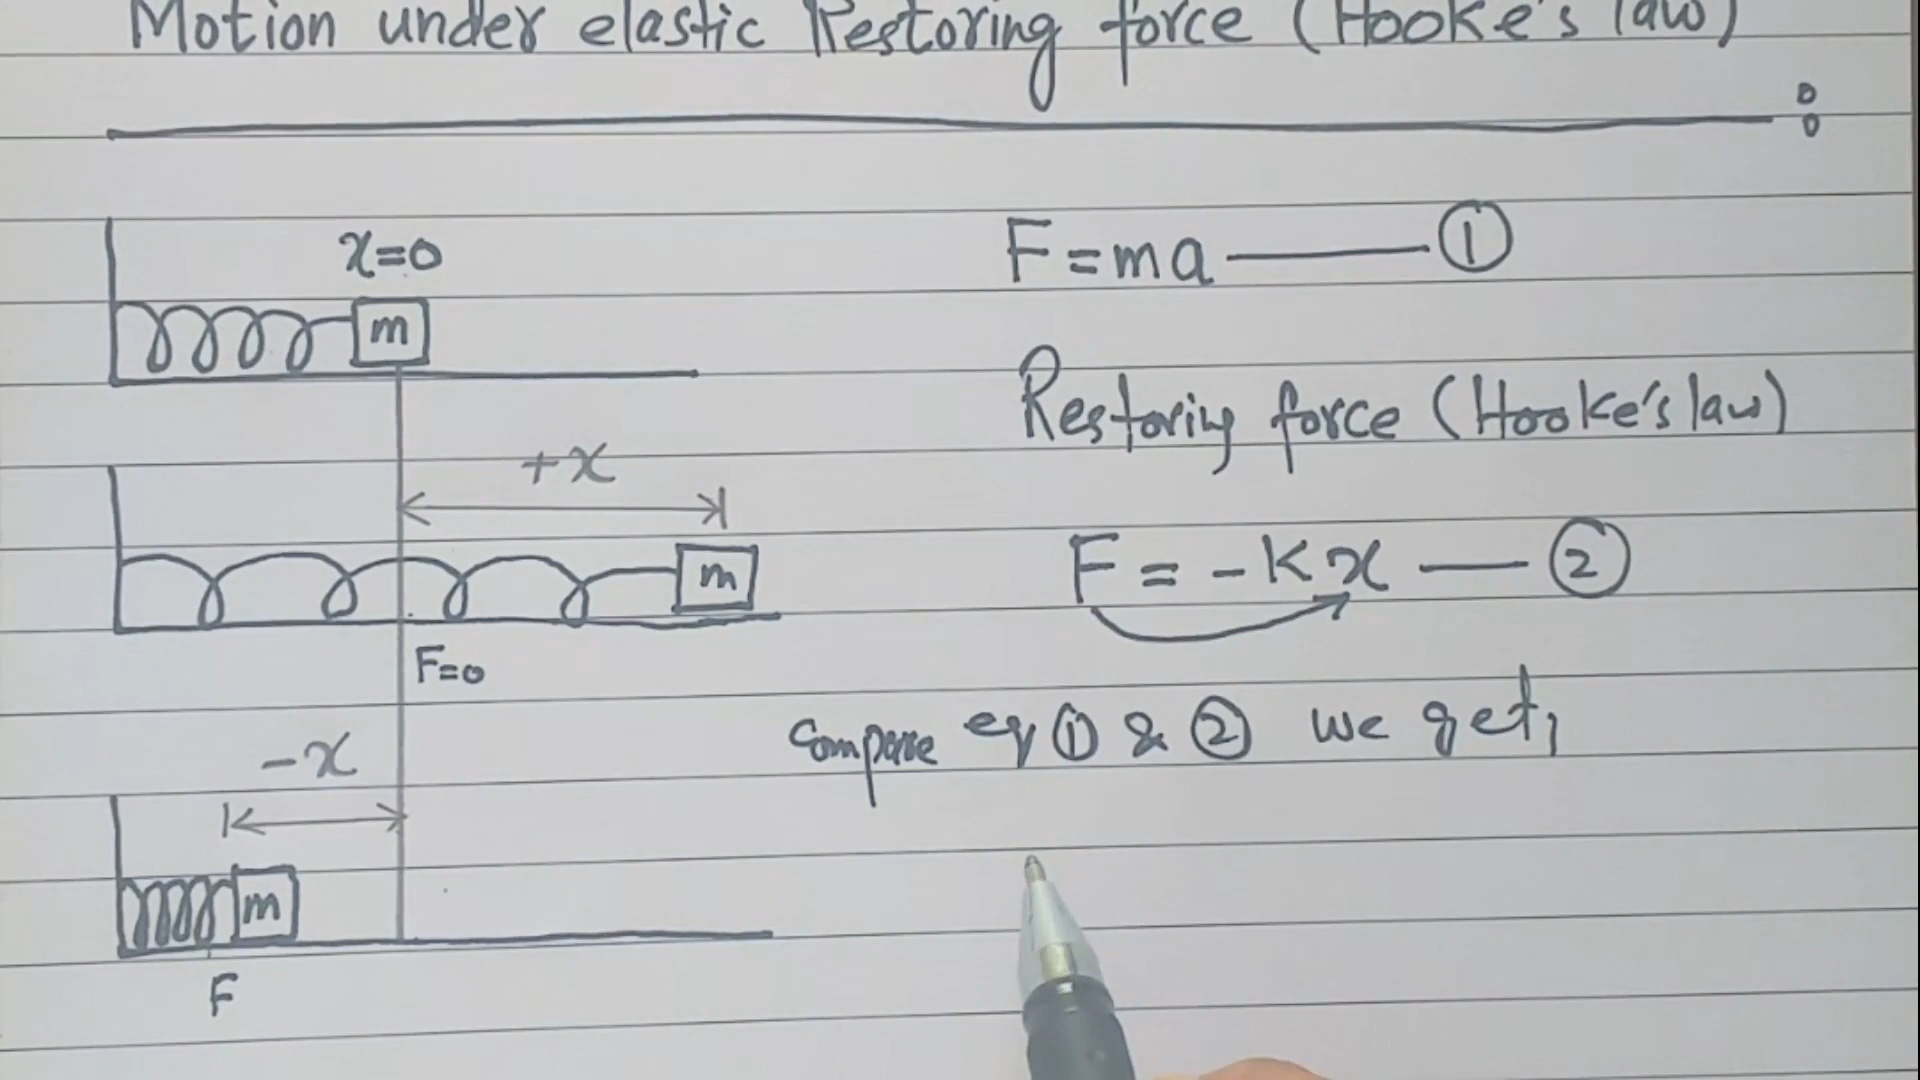 Motion under elastic Restoring force (Hooke's law)
:
x=0
m
+x
m
F=0
-x
m
F
F=ma — ①
Restoring force (Hooke's law)
F = -Kx — ②
Compare eq ① & ② we get,